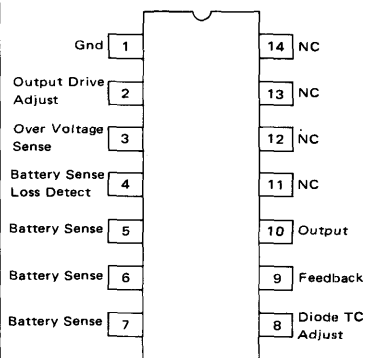 Gnd 1
14 NC
Output Drive
Adjust
2
13 NC
Over Voltage
Sense
3
12 NC
Battery Sense
Loss Detect
4
11 NC
Battery Sense 5
10 Output
Battery Sense 6
9 Feedback
Battery Sense 7
8
Diode TC
Adjust